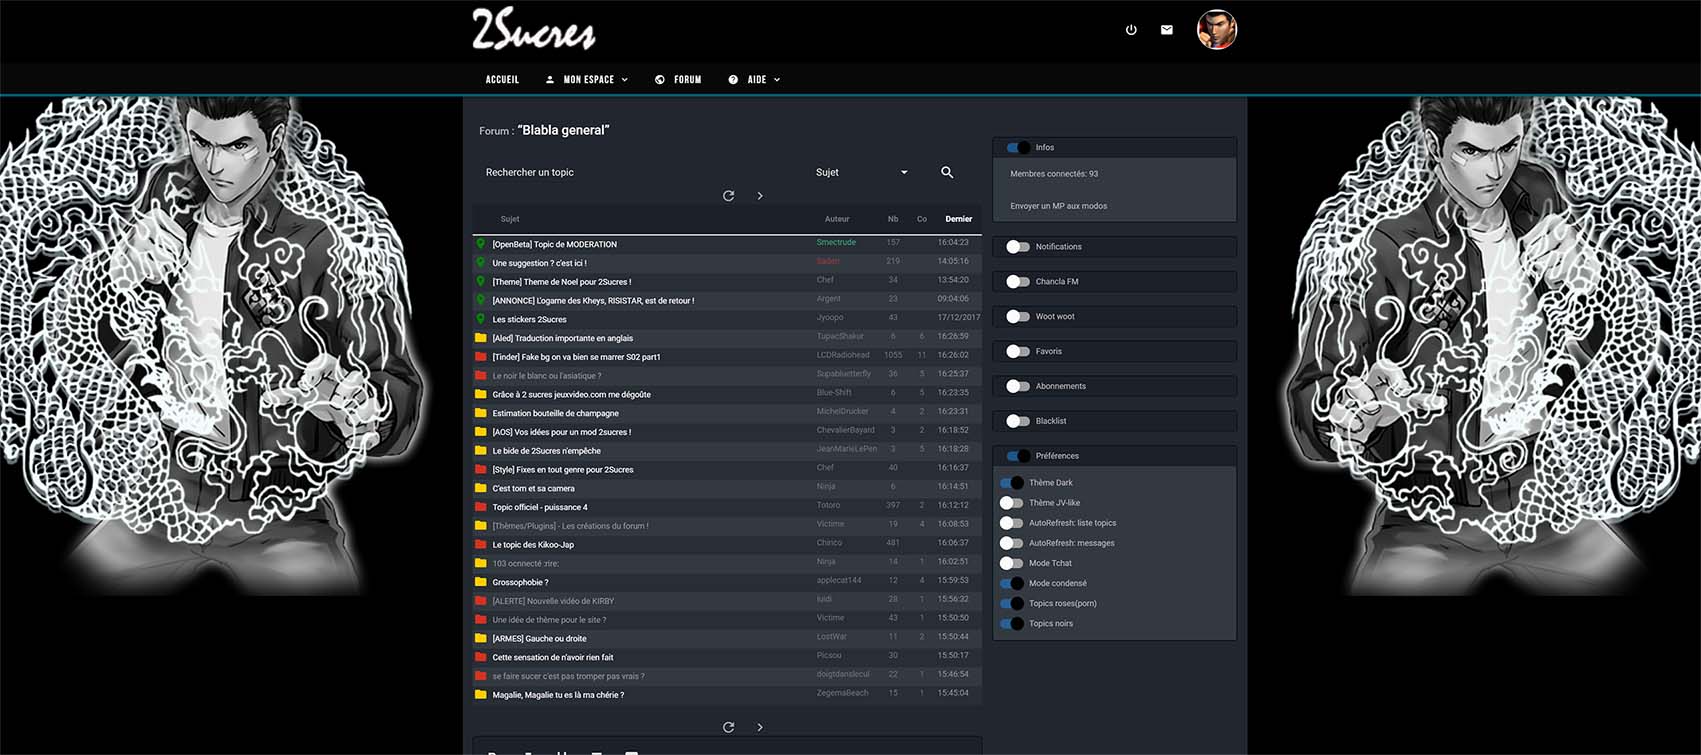 2Sucres
ACCUEIL MON ESPACE FORUM AIDE
Forum : “Blabla general”
Rechercher un topic Sujet
Sujet Auteur Nb Co Dernier
[OpenBeta] Topic de MODERATION Smectrude 157 16:04:23
Une suggestion ? c'est ici ! Saden 219 14:05:16
[Theme] Theme de Noel pour 2Sucres ! Chef 34 13:54:20
[ANNONCE] L'ogame des Kheys, RISISTAR, est de retour ! Argent 23 09:04:06
Les stickers 2Sucres Jyoopo 43 17/12/2017
[Aled] Traduction importante en anglais TupacShakur 6 6 16:26:59
[Tinder] Fake bg on va bien se marrer S02 part1 LCDRadiohead 1055 11 16:26:02
Le noir le blanc ou l'asiatique ? Supabluetterfly 36 5 16:25:37
Grâce à 2 sucres jeuxvideo.com me dégoûte Blue-Shift 6 5 16:23:35
Estimation bouteille de champagne MichelDrucker 4 2 16:23:31
[AOS] Vos idées pour un mod 2sucres ! ChevalierBayard 3 2 16:18:52
Le bide de 2Sucres n'empêche JeanMarieLePen 3 5 16:18:28
[Style] Fixes en tout genre pour 2Sucres Chef 40 16:16:37
C'est tom et sa camera Ninja 6 16:14:51
Topic officiel - puissance 4 Totoro 397 2 16:12:12
[Thèmes/Plugins] - Les créations du forum ! Victime 19 4 16:08:53
Le topic des Kikoo-Jap Chirico 481 16:06:37
103 ocnnecté :rire: Ninja 14 1 16:02:51
Grossophobie ? applecat144 12 4 15:59:53
[ALERTE] Nouvelle vidéo de KIRBY luidi 28 1 15:56:32
Une idée de thème pour le site ? Victime 43 1 15:50:50
[ARMES] Gauche ou droite LostWar 11 2 15:50:44
Cette sensation de n'avoir rien fait Picsou 30 15:50:17
se faire sucer c'est pas tromper pas vrais ? doigtdanslecul 22 1 15:46:54
Magalie, Magalie tu es là ma chérie ? ZegemaBeach 15 1 15:45:04
Infos
Membres connectés: 93
Envoyer un MP aux modos
Notifications
Chancla FM
Woot woot
Favoris
Abonnements
Blacklist
Préférences
Thème Dark
Thème JV-like
AutoRefresh: liste topics
AutoRefresh: messages
Mode Tchat
Mode condensé
Topics roses(porn)
Topics noirs